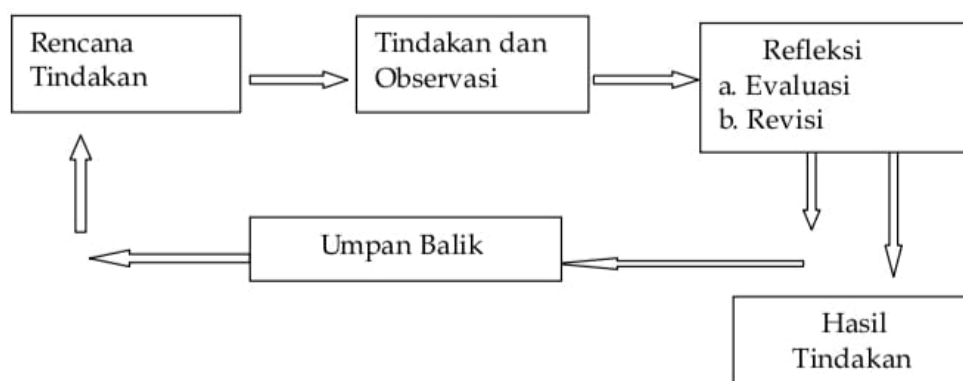 Rencana
Tindakan
Tindakan dan
Observasi
Refleksi
a. Evaluasi
b. Revisi
Umpan Balik
Hasil
Tindakan